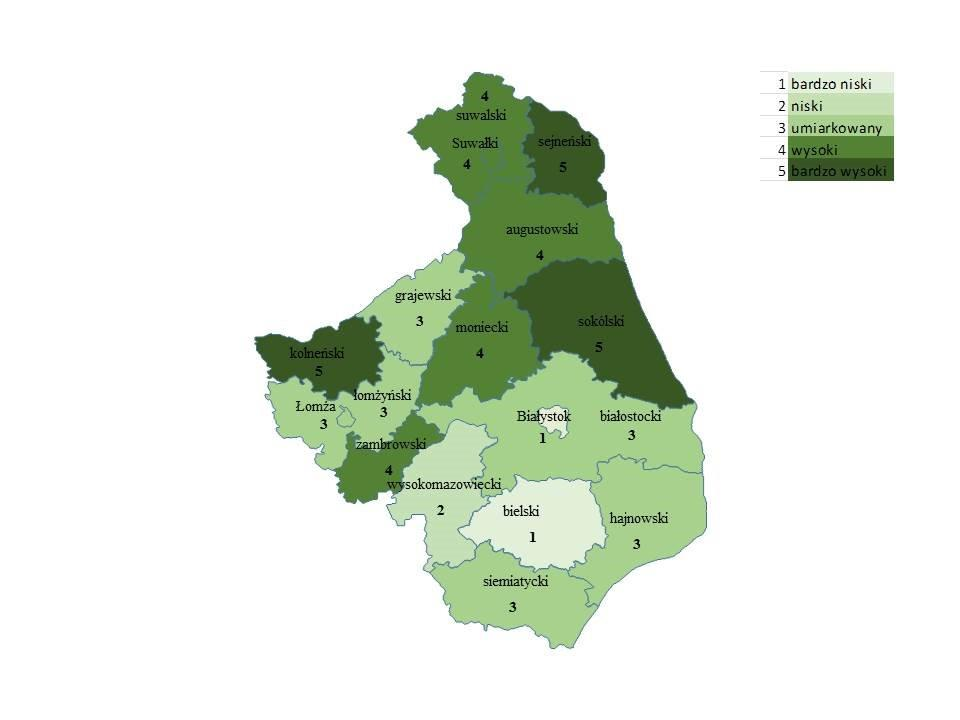 1 bardzo niski
2 niski
3 umiarkowany
4 wysoki
5 bardzo wysoki
4
suwalski
Suwałki
4
sejneński
5
augustowski
4
grajewski
3
moniecki
4
sokólski
5
kolneński
5
łomżyński
3
Łomża
3
Białystok
1
białostocki
3
zambrowski
4
wysokomazowiecki
2
bielski
1
hajnowski
3
siemiatycki
3